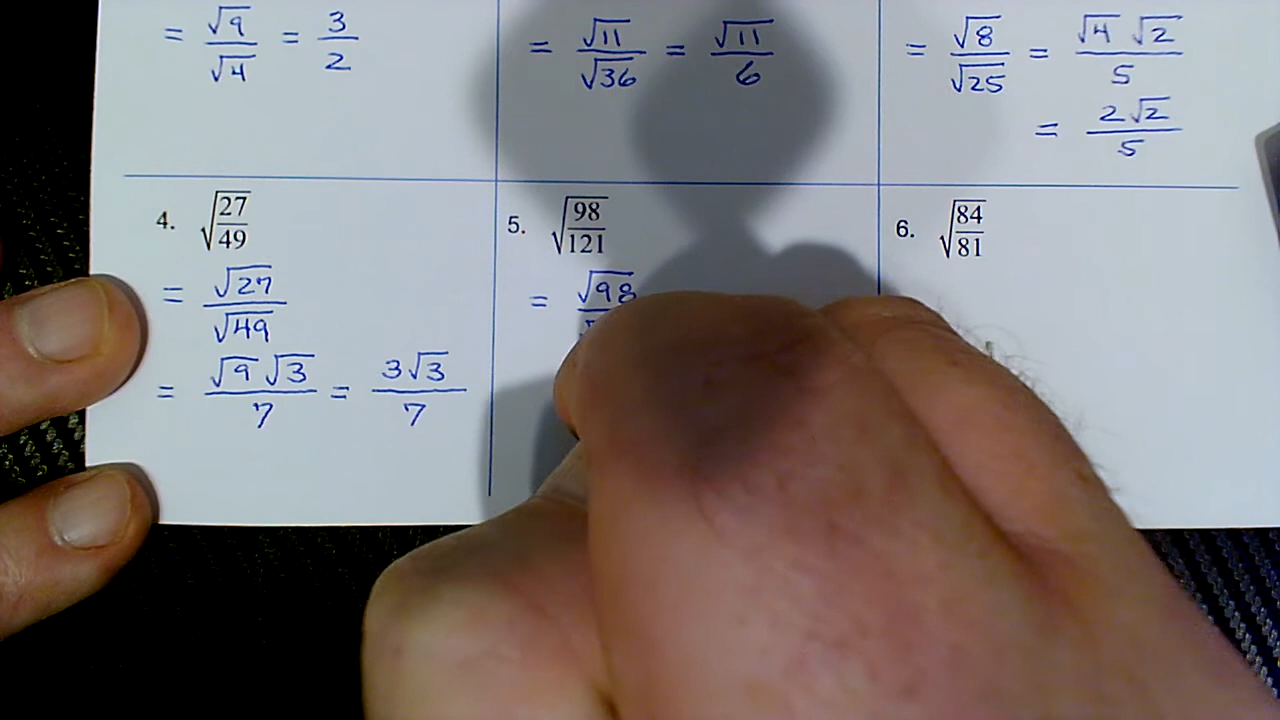 = √9/√4 = 3/2
= √11/√36 = √11/6
= √8/√25 = √4 √2/5
= 2√2/5
4. √27/49
= √27/√49
= √9 √3/7 = 3√3/7
5. √98/121
= √98
6. √84/81